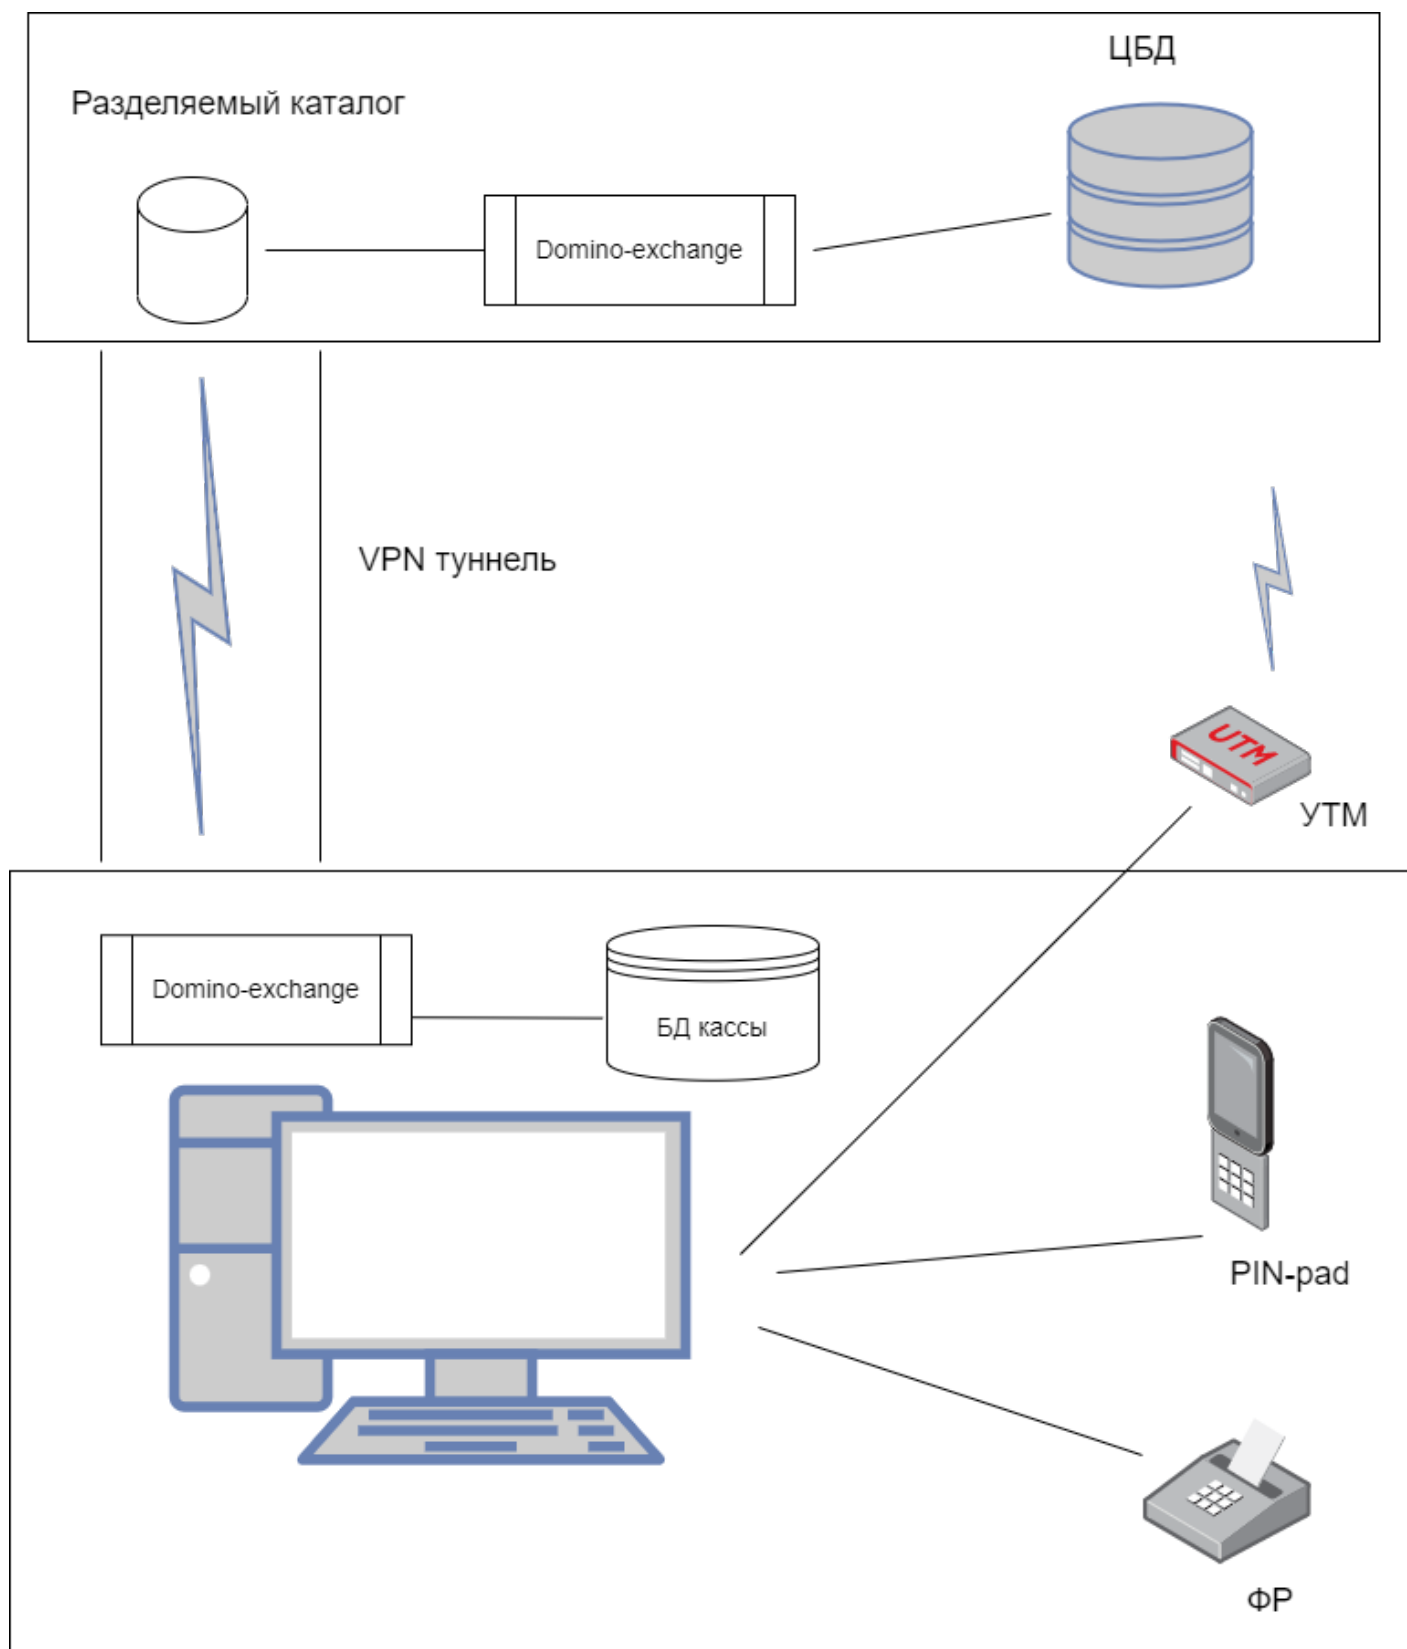 ЦБД
Разделяемый каталог
Domino-exchange
VPN туннель
UTM
УТМ
Domino-exchange
БД кассы
PIN-pad
ФР